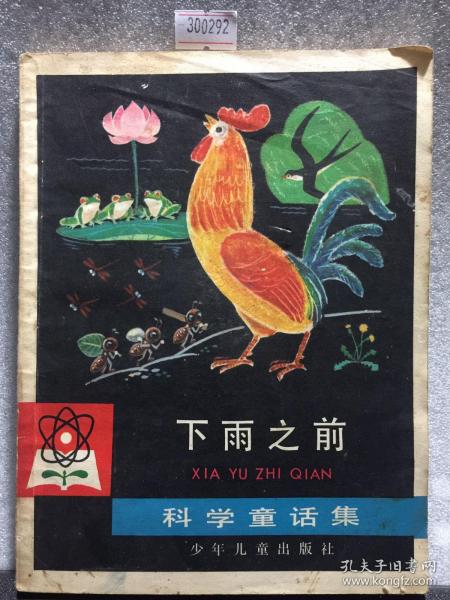 300292
下雨之前
XIA YU ZHI QIAN
科学童话集
少年儿童出版社
孔夫子旧书网
www.kongfz.com